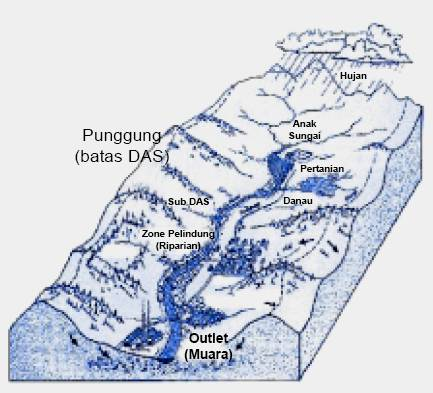 Hujan
Anak
Sungai
Punggung
(batas DAS)
Pertanian
Sub DAS
Danau
Zone Pelindung
(Riparian)
Outlet
(Muara)